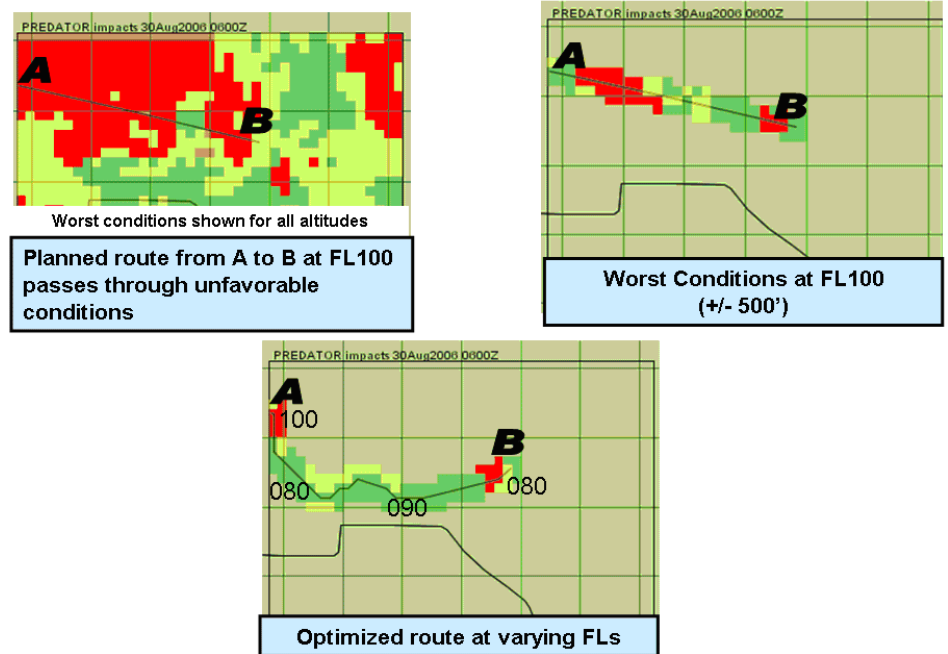 PREDATOR impacts 30Aug2006 0600Z
A
B
Worst conditions shown for all altitudes
Planned route from A to B at FL100
passes through unfavorable
conditions
PREDATOR impacts 30Aug2006 0600Z
A
B
Worst Conditions at FL100
(+/- 500’)
PREDATOR impacts 30Aug2006 0600Z
A
100
B
080
080
090
Optimized route at varying FLs